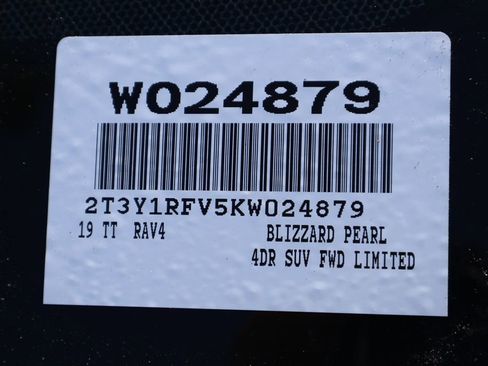 W024879
2T3Y1RFV5KW024879
19 TT RAV4 BLIZZARD PEARL
4DR SUV FWD LIMITED